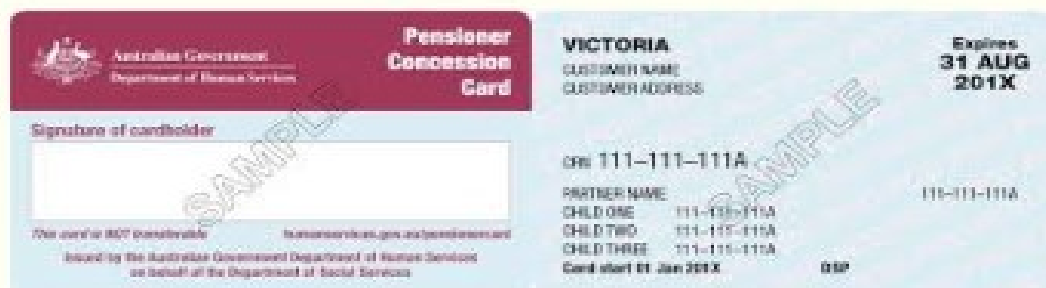 Australian Government
Department of Human Services
Pensioner
Concession
Card
Signature of cardholder
SAMPLE
This card is NOT transferable
humanservices.gov.au/pensionercard
Issued by the Australian Government Department of Human Services
on behalf of the Department of Social Services
VICTORIA
CUSTOMER NAME
CUSTOMER ADDRESS
Expires
31 AUG
201X
CRN 111-111-111A
SAMPLE
PARTNER NAME 111-111-111A
CHILD ONE 111-111-111A
CHILD TWO 111-111-111A
CHILD THREE 111-111-111A
Card start 01 Jan 201X DSP